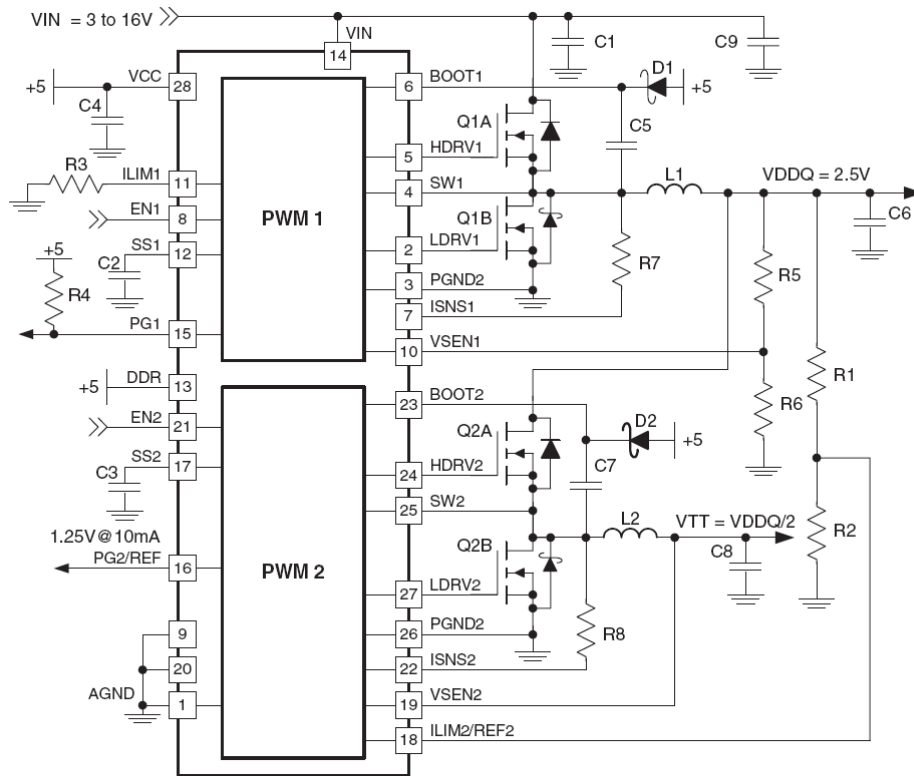 VIN = 3 to 16V
VIN
14
C1
C9
VCC
28
+5
C4
6
BOOT1
D1
+5
Q1A
C5
R3
ILIM1
11
5
HDRV1
4
SW1
L1
VDDQ = 2.5V
C6
EN1
8
PWM 1
Q1B
SS1
12
2
LDRV1
R7
R5
+5
C2
R4
3
PGND2
7
ISNS1
PG1
15
10
VSEN1
R1
R6
DDR
+5
13
23
BOOT2
EN2
21
Q2A
D2
+5
SS2
17
C3
24
HDRV2
C7
25
SW2
L2
VTT = VDDQ/2
R2
1.25V@10mA
PG2/REF
16
PWM 2
Q2B
C8
27
LDRV2
9
26
PGND2
R8
20
22
ISNS2
AGND
1
19
VSEN2
18
ILIM2/REF2